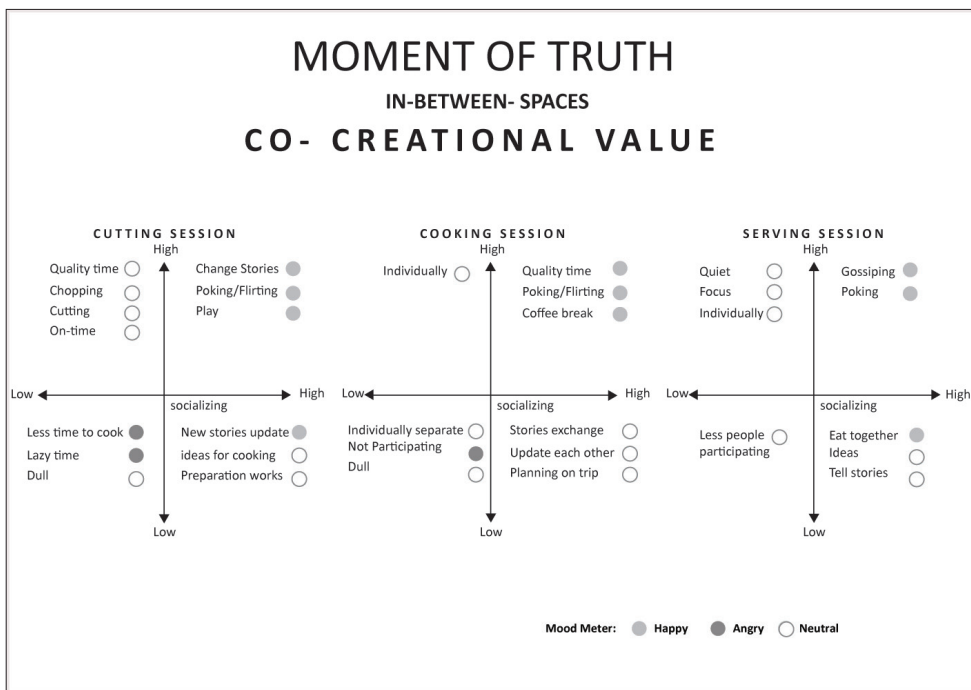 MOMENT OF TRUTH
IN-BETWEEN- SPACES
CO- CREATIONAL VALUE
CUTTING SESSION
High
Quality time
Chopping
Cutting
On-time
Change Stories
Poking/Flirting
Play
Low
High
socializing
Less time to cook
Lazy time
Dull
New stories update
ideas for cooking
Preparation works
Low
COOKING SESSION
High
Individually
Quality time
Poking/Flirting
Coffee break
Low
High
socializing
Individually separate
Not Participating
Dull
Stories exchange
Update each other
Planning on trip
Low
SERVING SESSION
High
Quiet
Focus
Individually
Gossiping
Poking
Low
High
socializing
Less people
participating
Eat together
Ideas
Tell stories
Low
Mood Meter: Happy Angry Neutral